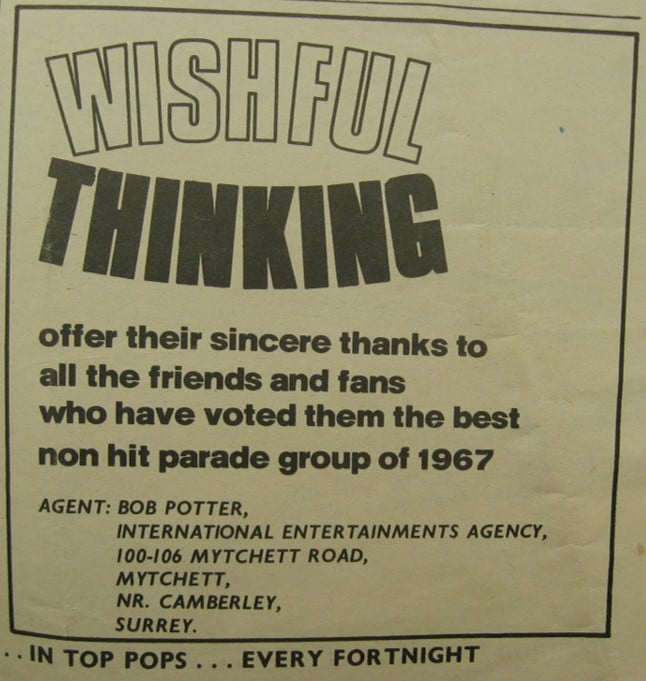 WISHFUL
THINKING
offer their sincere thanks to
all the friends and fans
who have voted them the best
non hit parade group of 1967
AGENT: BOB POTTER,
INTERNATIONAL ENTERTAINMENTS AGENCY,
100-106 MYTCHETT ROAD,
MYTCHETT,
NR. CAMBERLEY,
SURREY.
. . IN TOP POPS . . . EVERY FORTNIGHT